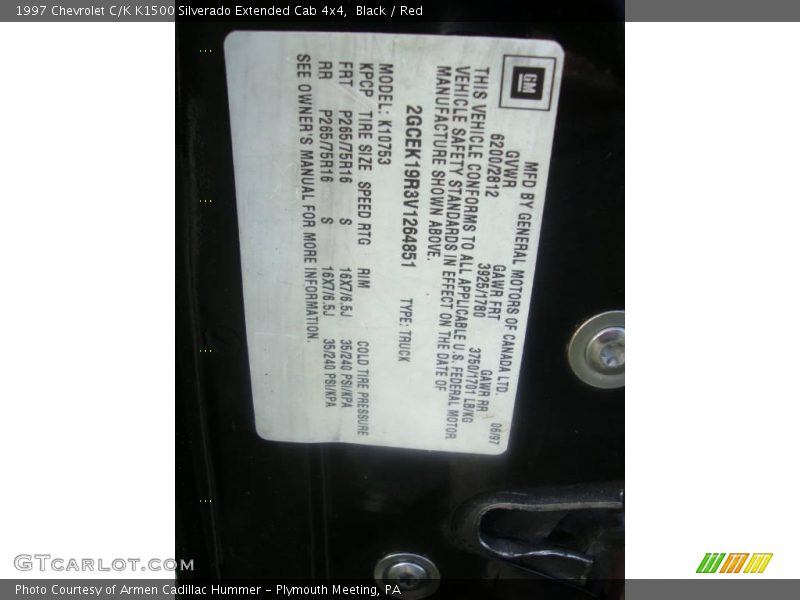 1997 Chevrolet C/K K1500 Silverado Extended Cab 4x4,  Black / Red
GM
MFD BY GENERAL MOTORS OF CANADA LTD.
06/97
GVWR GAWR FRT GAWR RR
6200/2812 3925/1780 3750/1701 LB/KG
THIS VEHICLE CONFORMS TO ALL APPLICABLE U.S. FEDERAL MOTOR
VEHICLE SAFETY STANDARDS IN EFFECT ON THE DATE OF
MANUFACTURE SHOWN ABOVE.
2GCEK19R3V1264851 TYPE: TRUCK
MODEL: K10753
KPCP TIRE SIZE SPEED RTG RIM COLD TIRE PRESSURE
FRT P265/75R16 S 16X7/6.5J 35/240 PSI/KPA
RR P265/75R16 S 16X7/6.5J 35/240 PSI/KPA
SEE OWNER'S MANUAL FOR MORE INFORMATION.
GTcarlot.com
Photo Courtesy of Armen Cadillac Hummer - Plymouth Meeting, PA